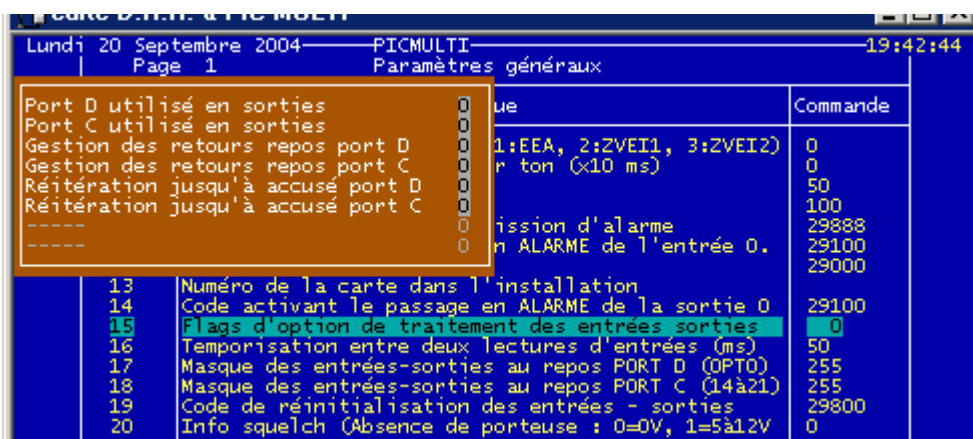 D.A.M. & PIC MULTI
Lundi 20 Septembre 2004 PICMULTI 19:42:44
Page 1 Paramètres généraux
Port D utilisé en sorties 0
Port C utilisé en sorties 0
Gestion des retours repos port D 0
Gestion des retours repos port C 0
Réitération jusqu'à accusé port D 0
Réitération jusqu'à accusé port C 0
----- 0
----- 0
ue Commande
1:EEA, 2:ZVEI1, 3:ZVEI2) 0
r ton (x10 ms) 0
50
100
ission d'alarme 29888
n ALARME de l'entrée 0. 29100
29000
13 Numéro de la carte dans l'installation
14 Code activant le passage en ALARME de la sortie 0 29100
15 Flags d'option de traitement des entrées sorties 0
16 Temporisation entre deux lectures d'entrées (ms) 50
17 Masque des entrées-sorties au repos PORT D (OPTO) 255
18 Masque des entrées-sorties au repos PORT C (14à21) 255
19 Code de réinitialisation des entrées - sorties 29800
20 Info squelch (Absence de porteuse : 0=0V, 1=5à12V 0